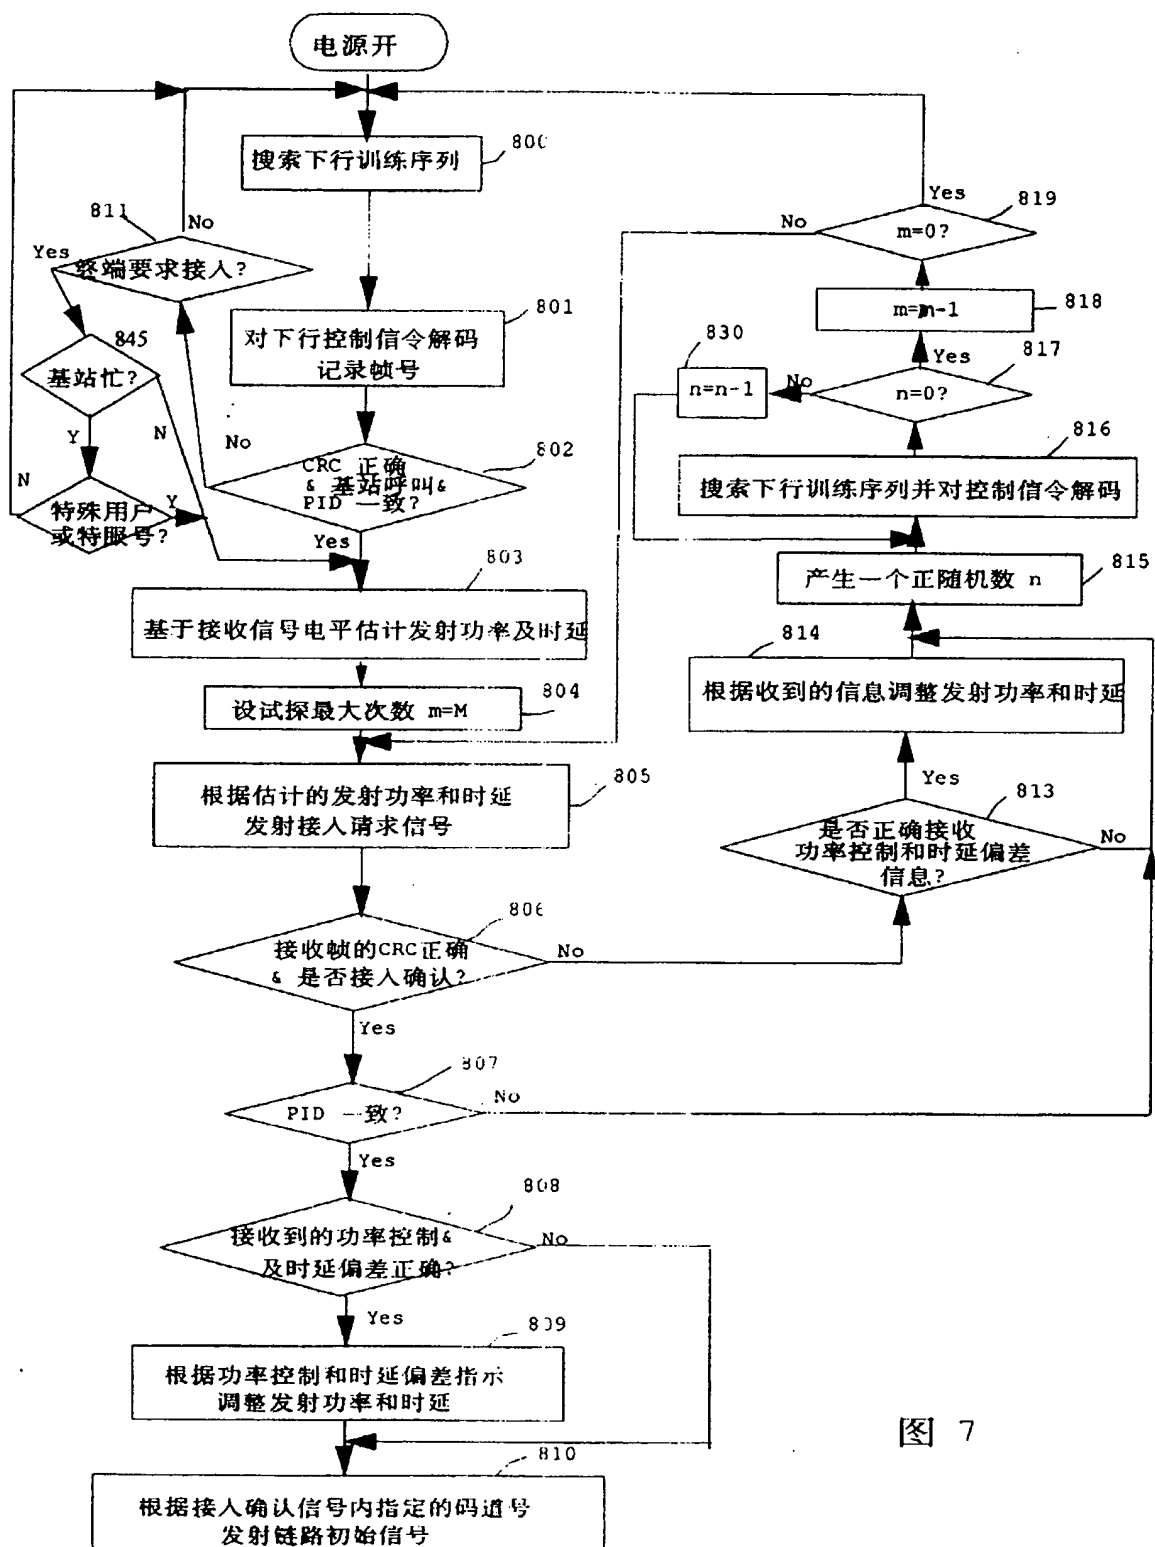 电源开
搜索下行训练序列
800
811
No
Yes
终端要求接入?
对下行控制信令解码
记录帧号
801
845
基站忙?
Y
N
No
CRC 正确
& 基站呼叫&
PID 一致?
802
N
特殊用户
或特服号?
Y
Yes
803
基于接收信号电平估计发射功率及时延
设试探最大次数 m=M
804
根据估计的发射功率和时延
发射接入请求信号
805
接收帧的CRC正确
& 是否接入确认?
806
No
Yes
PID 一致?
807
No
Yes
接收到的功率控制&
及时延偏差正确?
808
No
Yes
809
根据功率控制和时延偏差指示
调整发射功率和时延
810
根据接入确认信号内指定的码道号
发射链路初始信号
Yes
819
No
m=0?
m=m-1
818
830
Yes
817
n=n-1
No
n=0?
816
搜索下行训练序列并对控制信令解码
产生一个正随机数 n
815
814
根据收到的信息调整发射功率和时延
Yes
813
是否正确接收
功率控制和时延偏差
信息?
No
图 7